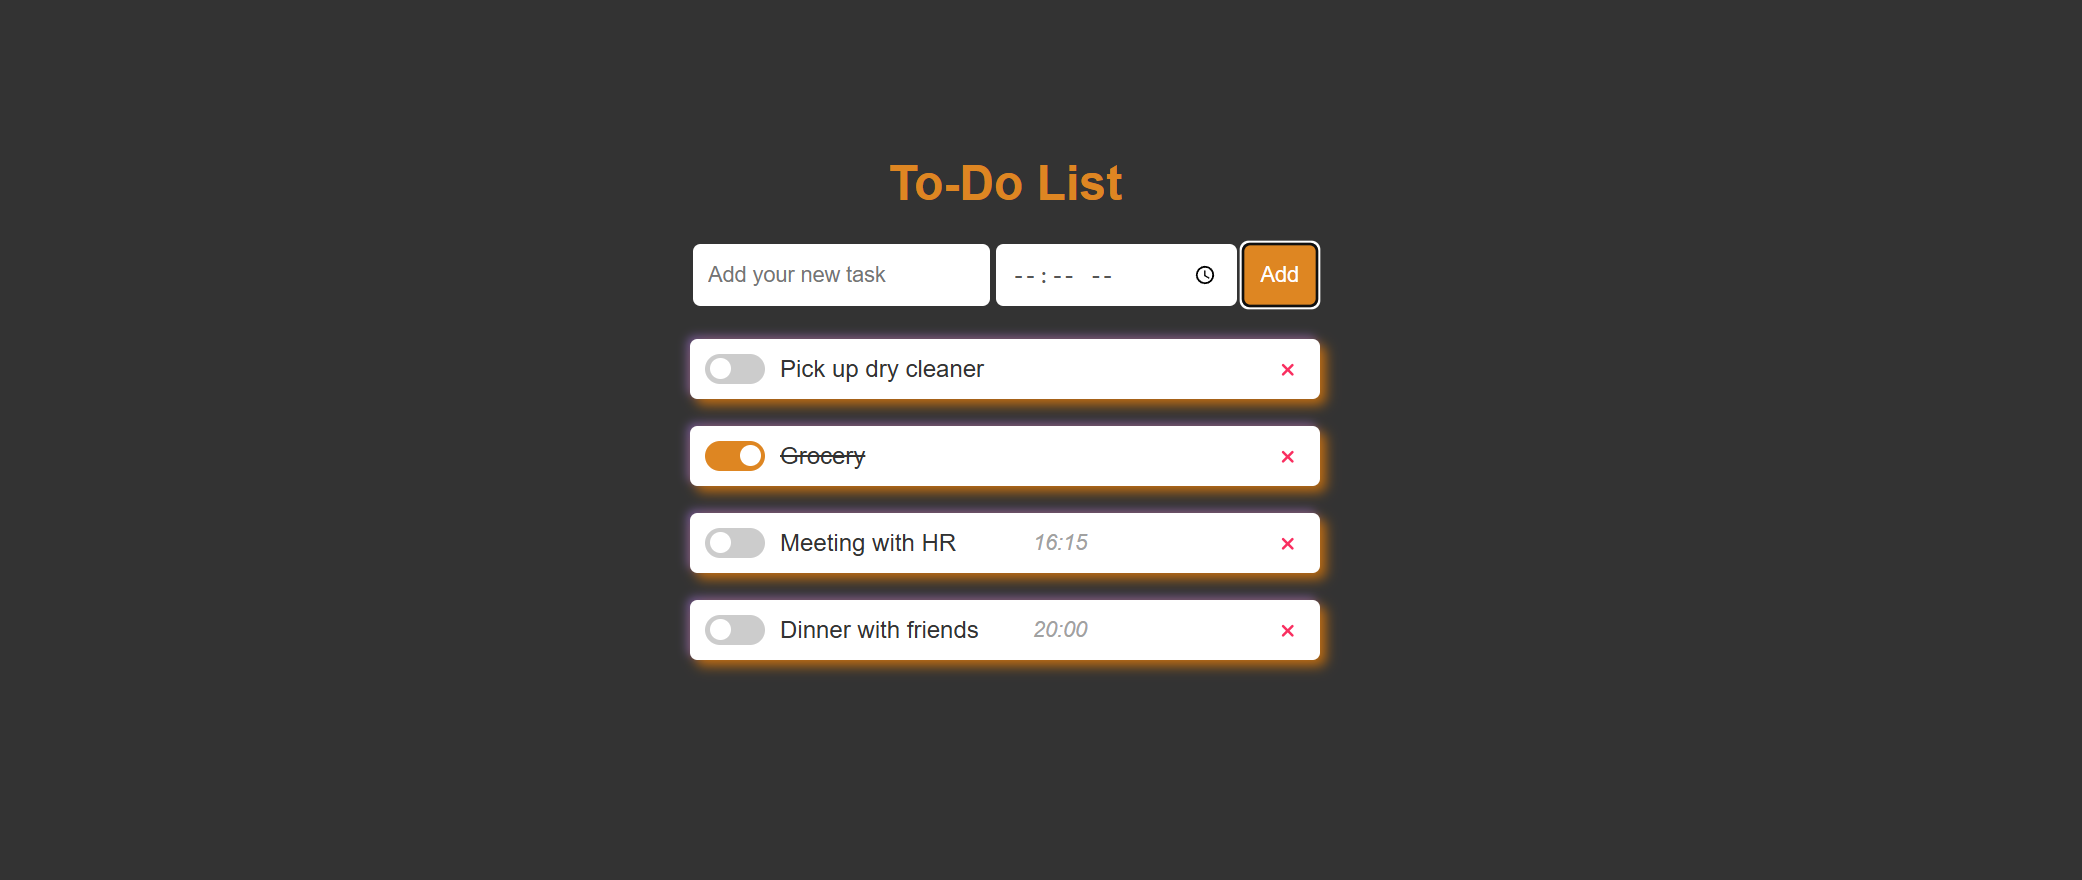 To-Do List
Add your new task --:-- -- Add
Pick up dry cleaner
Grocery
Meeting with HR 16:15
Dinner with friends 20:00